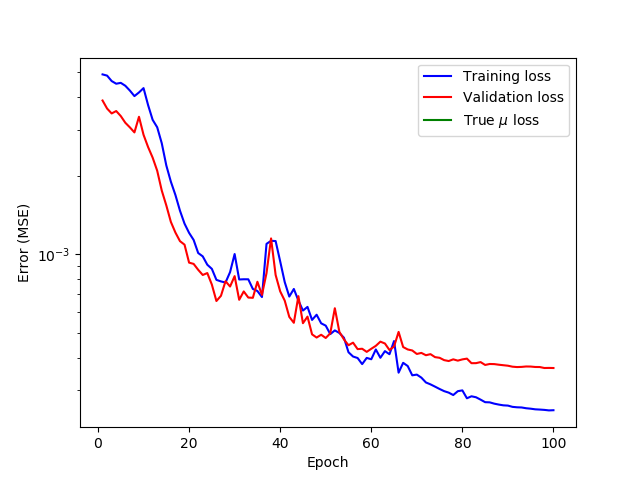 Training loss
Validation loss
True μ loss
10⁻³
Error (MSE)
0 20 40 60 80 100
Epoch